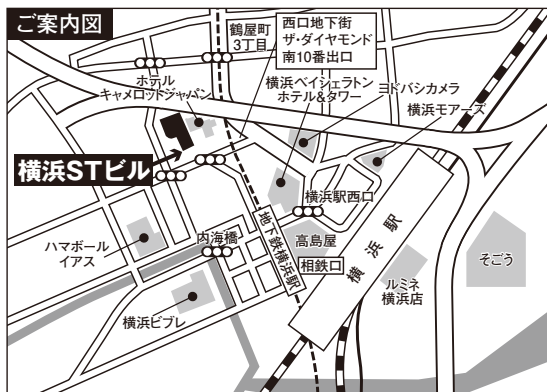 ご案内図
鶴屋町
3丁目
西口地下街
ザ・ダイヤモンド
南10番出口
ホテル
キャメロットジャパン
横浜ベイシェラトン
ホテル&タワー
ヨドバシカメラ
横浜モアーズ
横浜STビル
横浜駅西口
地下鉄横浜駅
ハマボール
イアス
内海橋
高島屋
相鉄口
横浜駅
ルミネ
横浜店
そごう
横浜ビブレ